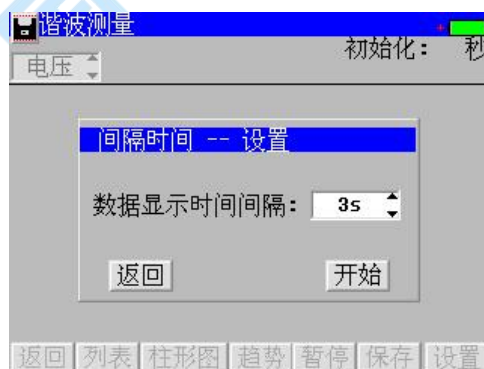 谐波测量
初始化： 秒
电压
间隔时间 -- 设置
数据显示时间间隔： 3s
返回 开始
返回 列表 柱形图 趋势 暂停 保存 设置